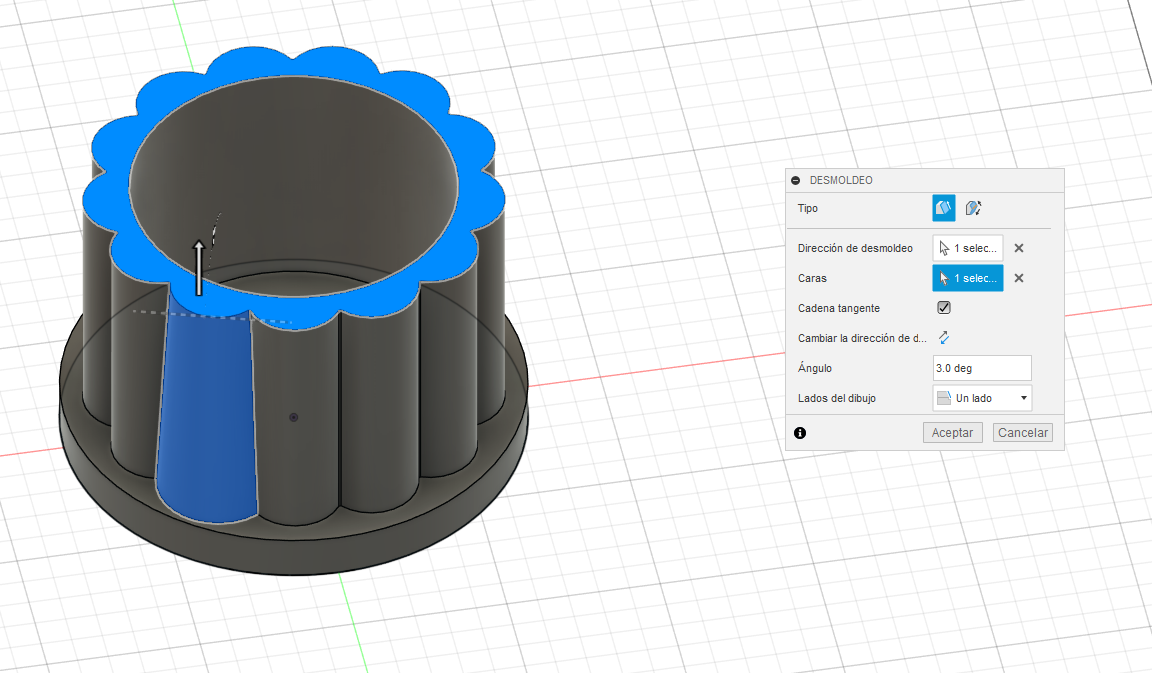 DESMOLDEO
Tipo
Dirección de desmoldeo 1 selec...
Caras 1 selec...
Cadena tangente
Cambiar la dirección de d...
Ángulo 3.0 deg
Lados del dibujo Un lado
Aceptar Cancelar